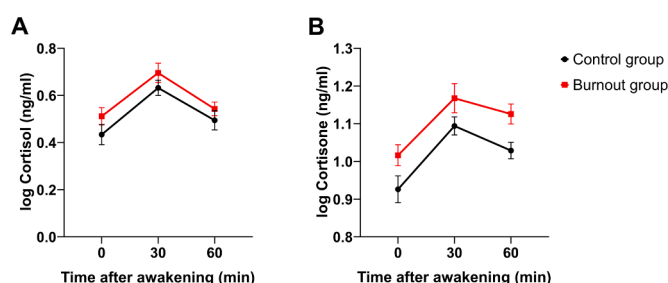 A
log Cortisol (ng/ml)
0.8
0.6
0.4
0.2
0.0
0 30 60
Time after awakening (min)
B
log Cortisone (ng/ml)
1.3
1.2
1.1
1.0
0.9
0.8
0 30 60
Time after awakening (min)
Control group
Burnout group